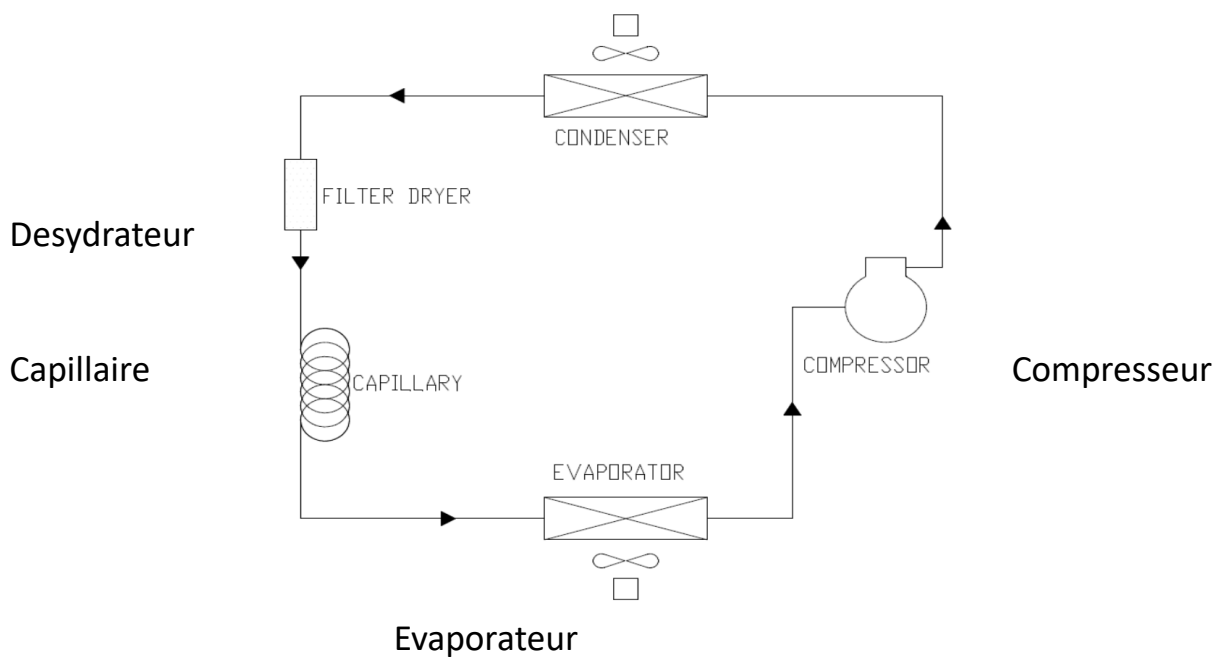 CONDENSER
FILTER DRYER
Desydrateur
Capillaire
CAPILLARY
COMPRESSOR
Compresseur
EVAPORATOR
Evaporateur